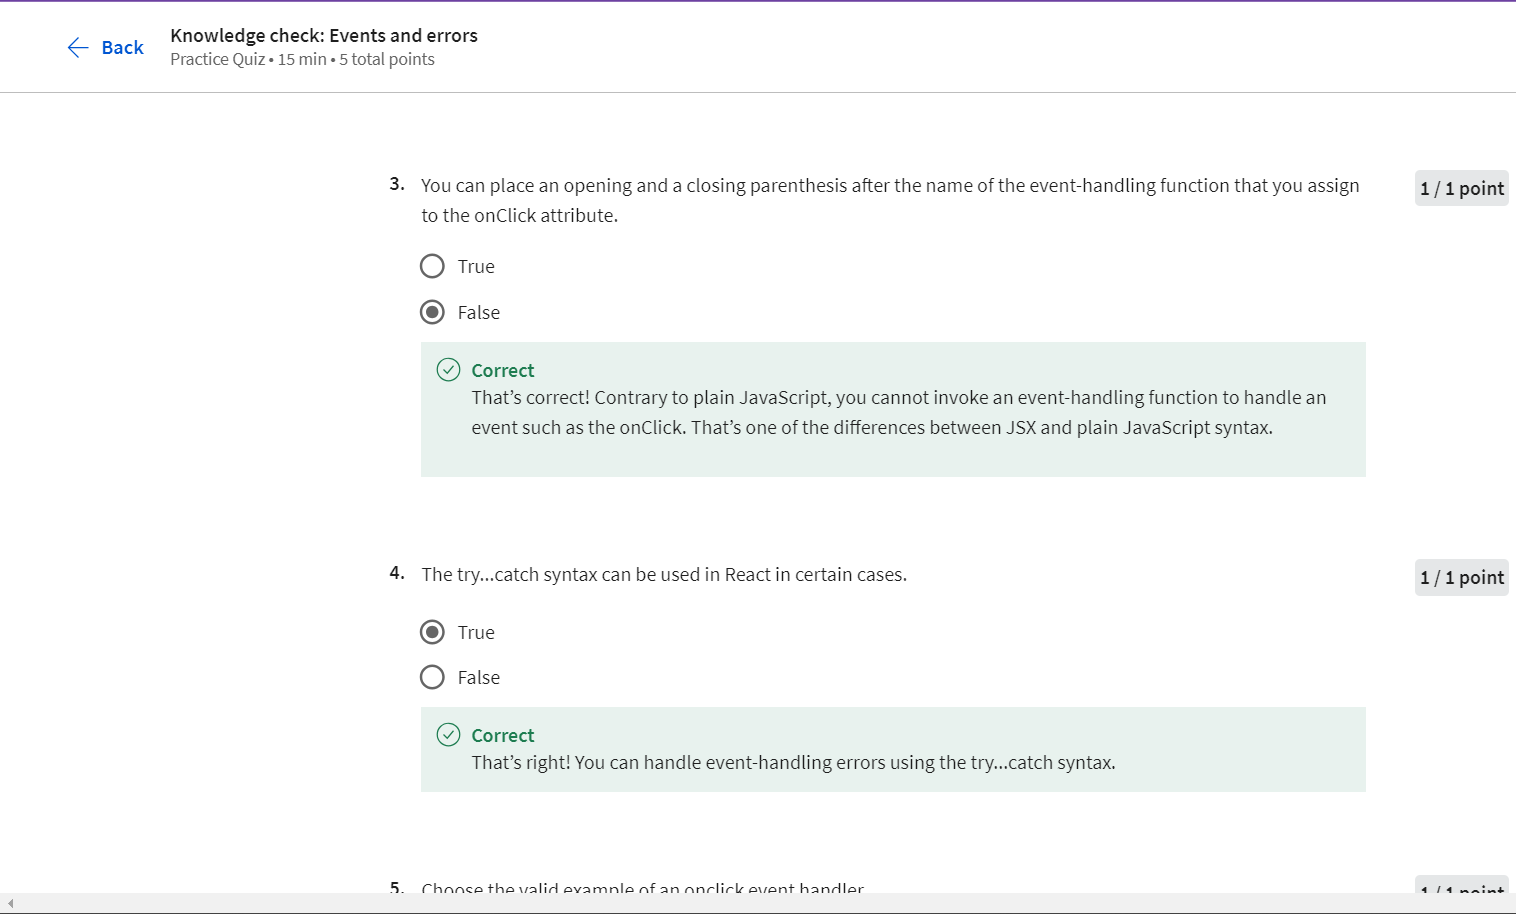 Back
Knowledge check: Events and errors
Practice Quiz • 15 min • 5 total points
3. You can place an opening and a closing parenthesis after the name of the event-handling function that you assign
to the onClick attribute.
1 / 1 point
True
False
Correct
That’s correct! Contrary to plain JavaScript, you cannot invoke an event-handling function to handle an
event such as the onClick. That’s one of the differences between JSX and plain JavaScript syntax.
4. The try...catch syntax can be used in React in certain cases.
1 / 1 point
True
False
Correct
That’s right! You can handle event-handling errors using the try...catch syntax.
5. Choose the valid example of an onclick event handler
1 / 1 point